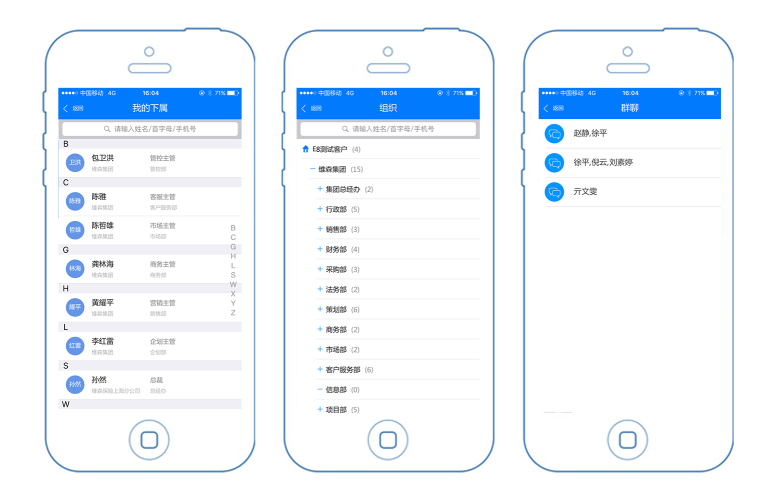 中国移动 4G 16:04 71%
返回 我的下属
请输入姓名/首字母/手机号
B
卫洪 包卫洪 管控主管
维森集团 管控部
C
陈雅 陈雅 客服主管
维森集团 客户服务部
哲雄 陈哲雄 市场主管
维森集团 市场部
G
林海 龚林海 商务主管
维森集团 商务部
H
耀平 黄耀平 营销主管
维森集团 销售部
L
红雷 李红雷 企划主管
维森集团 企划部
S
孙然 孙然 总裁
维森保险上海分公司 总经办
W
B
C
G
H
L
S
W
X
Y
Z
中国移动 4G 16:04 71%
返回 组织
请输入姓名/首字母/手机号
E8测试客户 (4)
− 维森集团 (15)
+ 集团总经办 (2)
+ 行政部 (5)
+ 销售部 (3)
+ 财务部 (4)
+ 采购部 (3)
+ 法务部 (2)
+ 策划部 (6)
+ 商务部 (2)
+ 市场部 (2)
+ 客户服务部 (6)
− 信息部 (0)
+ 项目部 (5)
中国移动 4G 16:04 71%
返回 群聊
赵静,徐平
徐平,倪云,刘素婷
亓文雯